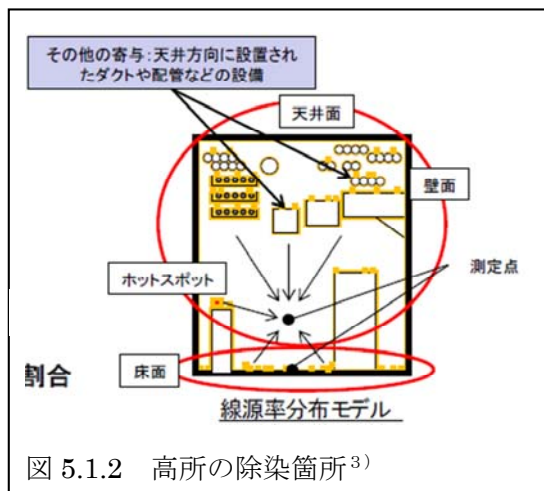 その他の寄与:天井方向に設置され
たダクトや配管などの設備
天井面
壁面
測定点
ホットスポット
床面
割合
線源率分布モデル
図 5.1.2 高所の除染箇所3)